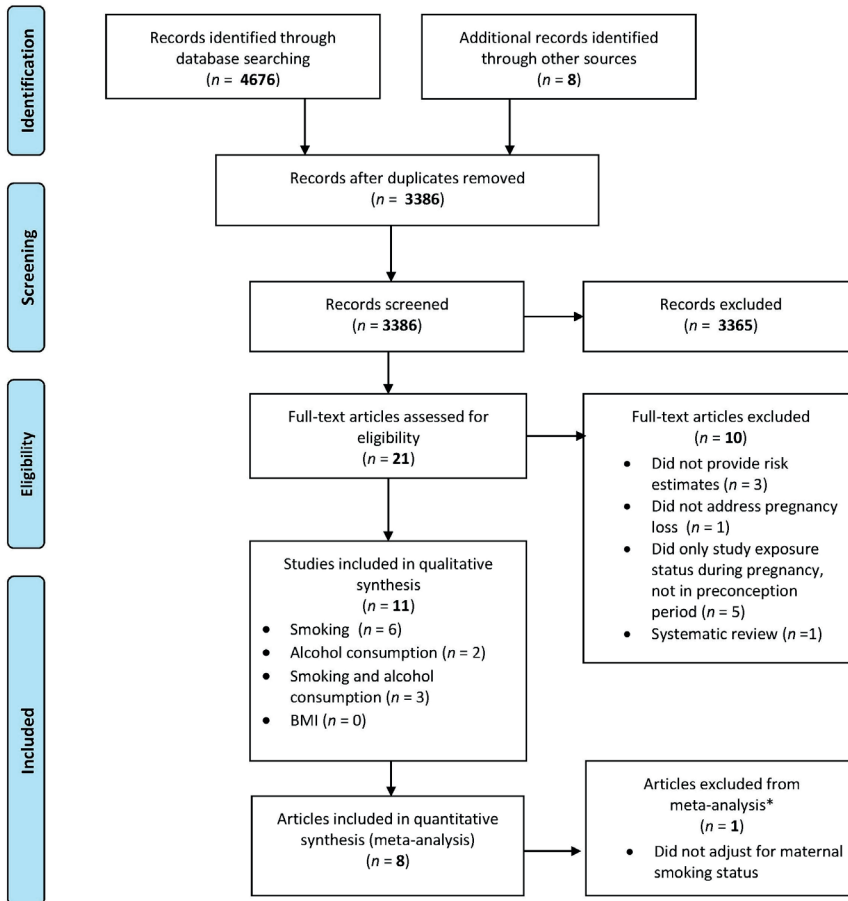 Identification
Records identified through
database searching
(n = 4676)
Additional records identified
through other sources
(n = 8)
Records after duplicates removed
(n = 3386)
Screening
Records screened
(n = 3386)
Records excluded
(n = 3365)
Eligibility
Full-text articles assessed for
eligibility
(n = 21)
Full-text articles excluded
(n = 10)
• Did not provide risk
estimates (n = 3)
• Did not address pregnancy
loss (n = 1)
• Did only study exposure
status during pregnancy,
not in preconception
period (n = 5)
• Systematic review (n =1)
Included
Studies included in qualitative
synthesis
(n = 11)
• Smoking (n = 6)
• Alcohol consumption (n = 2)
• Smoking and alcohol
consumption (n = 3)
• BMI (n = 0)
Articles included in quantitative
synthesis (meta-analysis)
(n = 8)
Articles excluded from
meta-analysis*
(n = 1)
• Did not adjust for maternal
smoking status